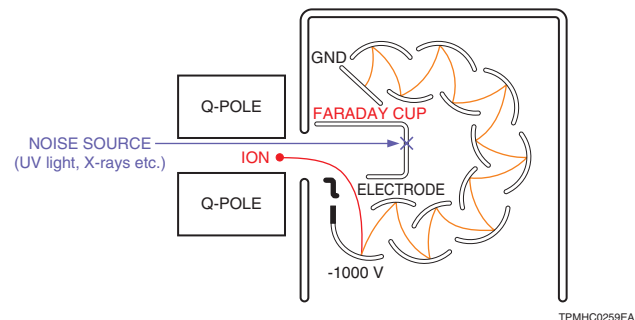 GND
Q-POLE
FARADAY CUP
NOISE SOURCE
(UV light, X-rays etc.)
ION
ELECTRODE
Q-POLE
-1000 V
TPMHC0259EA